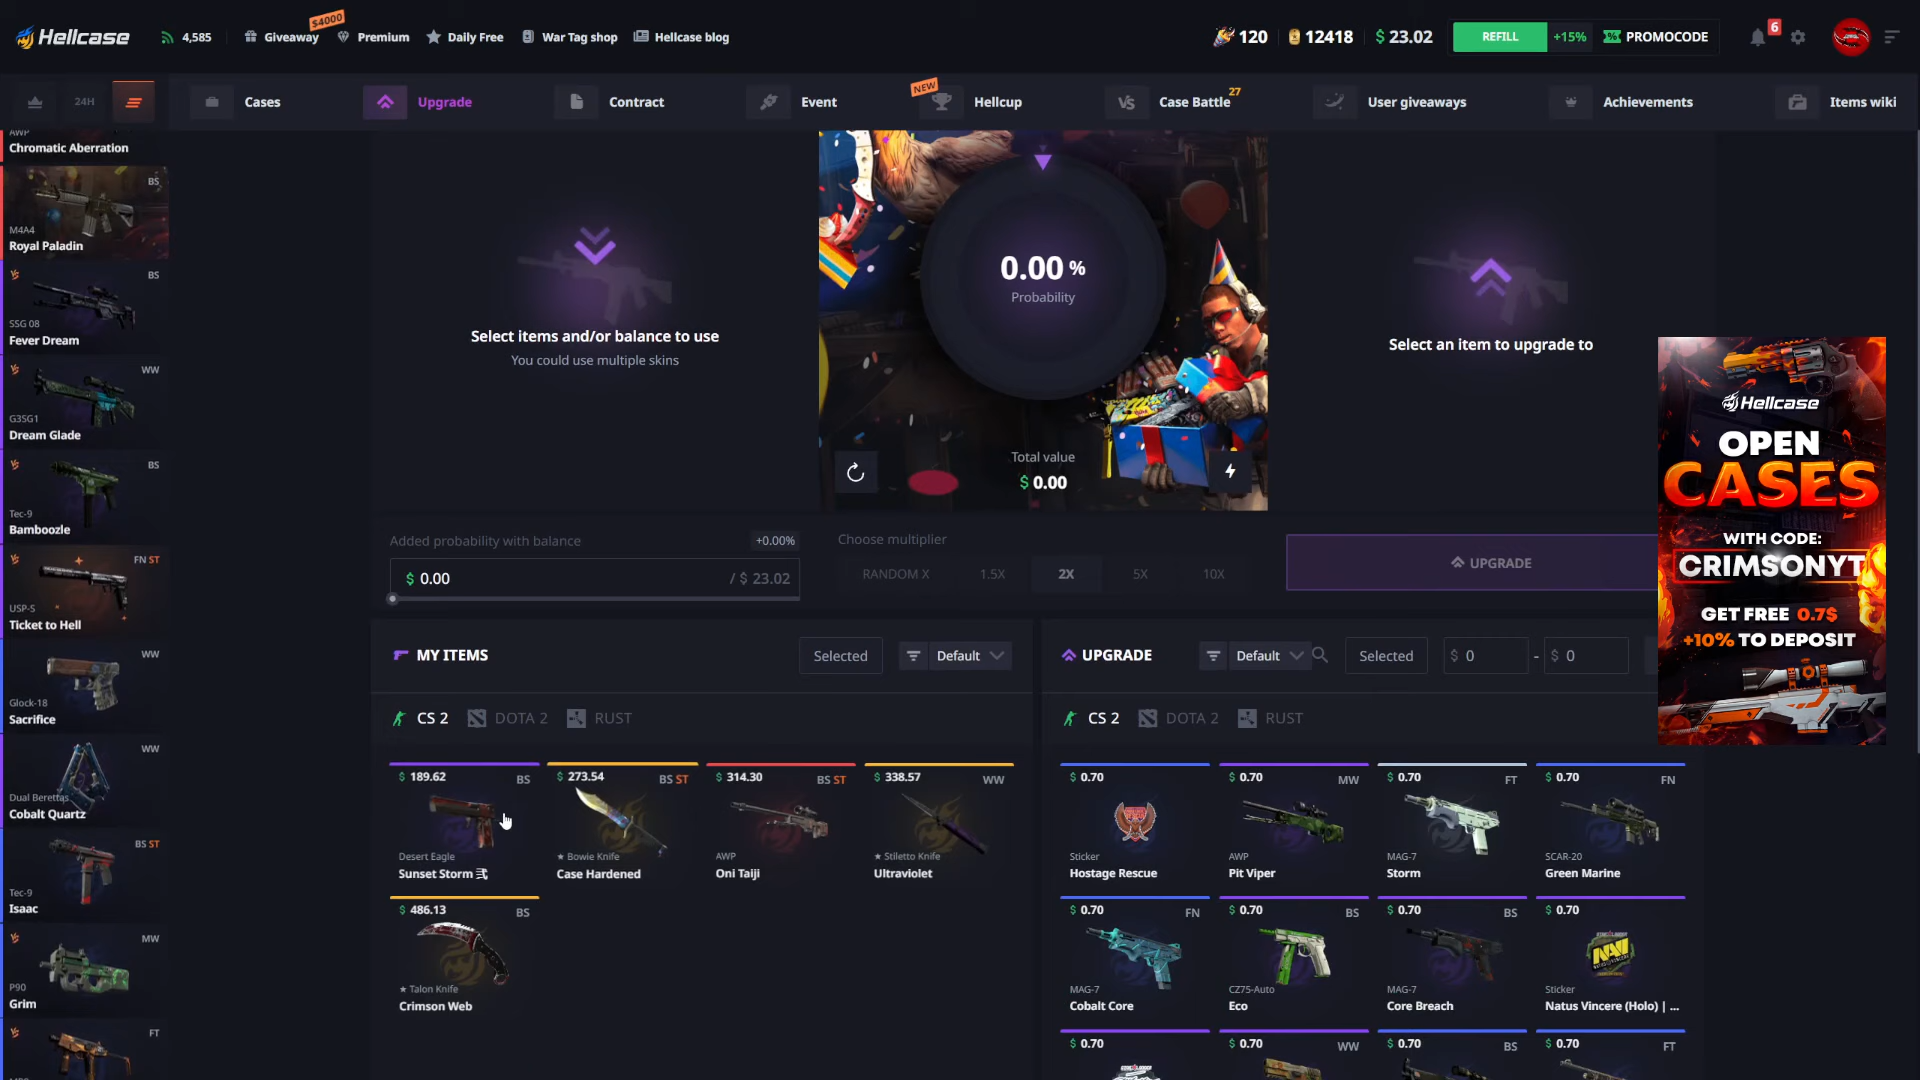 Hellcase
4,585
Giveaway
$4000
Premium
Daily Free
War Tag shop
Hellcase blog
120
12418
$ 23.02
REFILL
+15%
PROMOCODE
6
24H
Cases
Upgrade
Contract
Event
NEW
Hellcup
VS
Case Battle
27
User giveaways
Achievements
Items wiki
AWP
Chromatic Aberration
BS
M4A4
Royal Paladin
BS
SSG 08
Fever Dream
WW
G3SG1
Dream Glade
BS
Tec-9
Bamboozle
FN ST
USP-S
Ticket to Hell
WW
Glock-18
Sacrifice
WW
Dual Berettas
Cobalt Quartz
BS ST
Tec-9
Isaac
MW
P90
Grim
FT
Select items and/or balance to use
You could use multiple skins
0.00 %
Probability
Total value
$ 0.00
Select an item to upgrade to
Added probability with balance
+0.00%
$ 0.00
/ $ 23.02
Choose multiplier
RANDOM X
1.5X
2X
5X
10X
UPGRADE
Hellcase
OPEN
CASES
WITH CODE:
CRIMSONYT
GET FREE 0.7$
+10% TO DEPOSIT
MY ITEMS
Selected
Default
CS 2
DOTA 2
RUST
$ 189.62
BS
Desert Eagle
Sunset Storm 弐
$ 273.54
BS ST
★ Bowie Knife
Case Hardened
$ 314.30
BS ST
AWP
Oni Taiji
$ 338.57
WW
★ Stiletto Knife
Ultraviolet
$ 486.13
BS
★ Talon Knife
Crimson Web
UPGRADE
Default
Selected
$ 0
-
$ 0
CS 2
DOTA 2
RUST
$ 0.70
Sticker
Hostage Rescue
$ 0.70
MW
AWP
Pit Viper
$ 0.70
FT
MAG-7
Storm
$ 0.70
FN
SCAR-20
Green Marine
$ 0.70
FN
MAG-7
Cobalt Core
$ 0.70
BS
CZ75-Auto
Eco
$ 0.70
BS
MAG-7
Core Breach
$ 0.70
NAVI
Sticker
Natus Vincere (Holo) | ...
$ 0.70
$ 0.70
WW
$ 0.70
BS
$ 0.70
FT